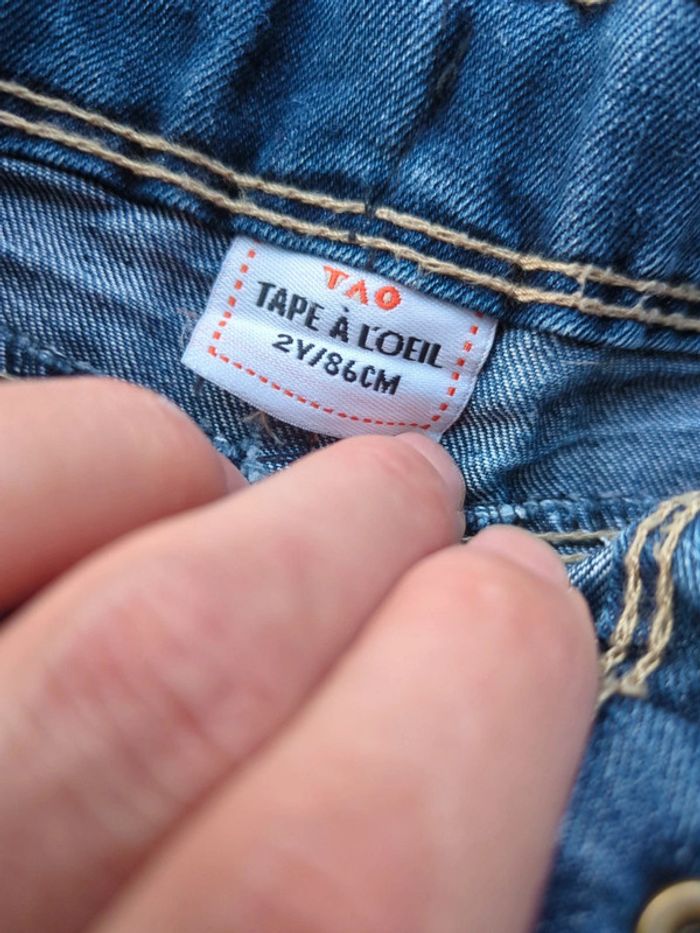 TAO
TAPE À L'OEIL
2Y/86CM